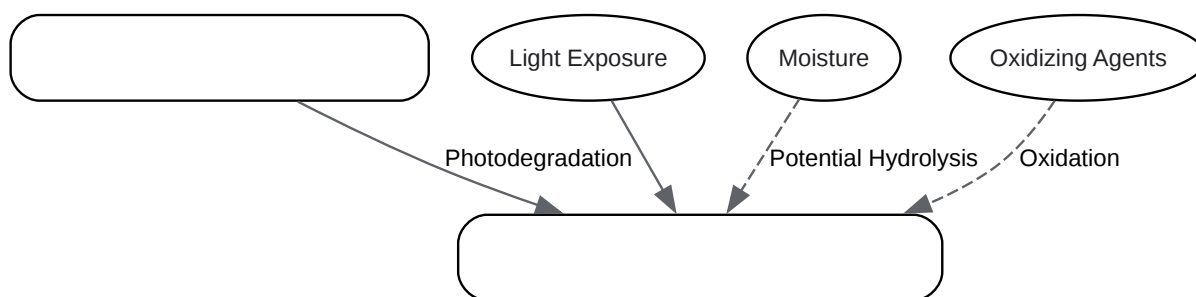 Light Exposure
Moisture
Oxidizing Agents
Photodegradation
Potential Hydrolysis
Oxidation